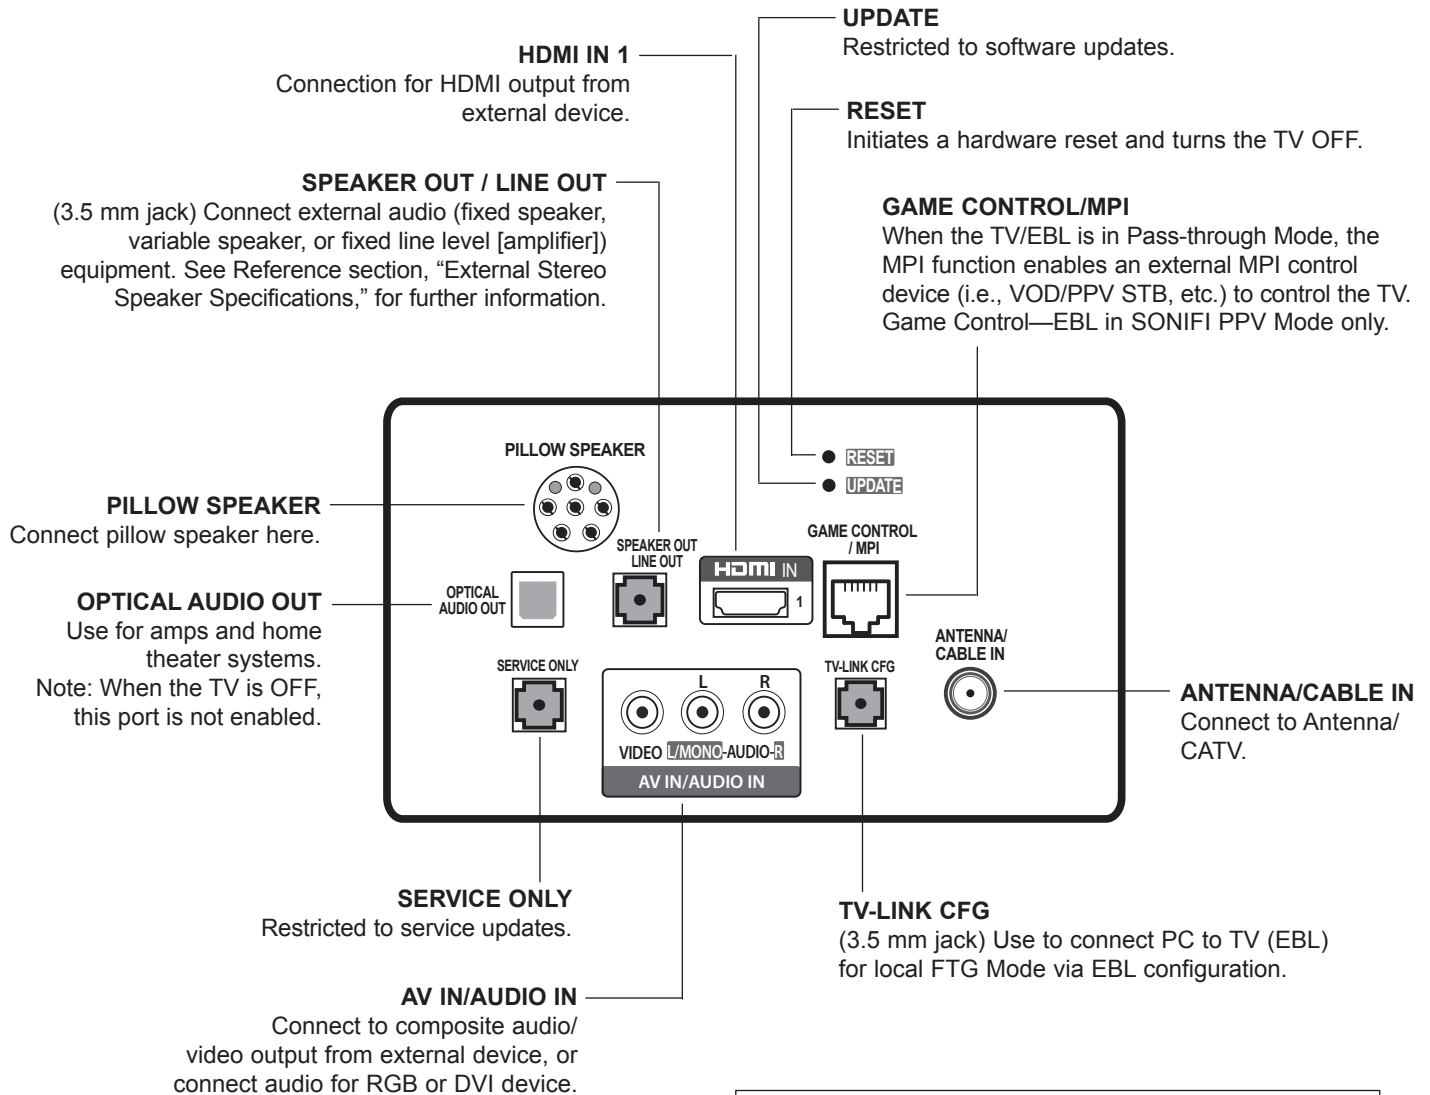 UPDATE
Restricted to software updates.
HDMI IN 1
Connection for HDMI output from
external device.
RESET
Initiates a hardware reset and turns the TV OFF.
SPEAKER OUT / LINE OUT
(3.5 mm jack) Connect external audio (fixed speaker,
variable speaker, or fixed line level [amplifier])
equipment. See Reference section, “External Stereo
Speaker Specifications,” for further information.
GAME CONTROL/MPI
When the TV/EBL is in Pass-through Mode, the
MPI function enables an external MPI control
device (i.e., VOD/PPV STB, etc.) to control the TV.
Game Control—EBL in SONIFI PPV Mode only.
PILLOW SPEAKER
RESET
UPDATE
PILLOW SPEAKER
Connect pillow speaker here.
SPEAKER OUT
LINE OUT
HDMI IN
1
GAME CONTROL
/ MPI
OPTICAL AUDIO OUT
Use for amps and home
theater systems.
Note: When the TV is OFF,
this port is not enabled.
OPTICAL
AUDIO OUT
ANTENNA/
CABLE IN
SERVICE ONLY
L R
VIDEO L/MONO-AUDIO-R
AV IN/AUDIO IN
TV-LINK CFG
ANTENNA/CABLE IN
Connect to Antenna/
CATV.
SERVICE ONLY
Restricted to service updates.
TV-LINK CFG
(3.5 mm jack) Use to connect PC to TV (EBL)
for local FTG Mode via EBL configuration.
AV IN/AUDIO IN
Connect to composite audio/
video output from external device, or
connect audio for RGB or DVI device.